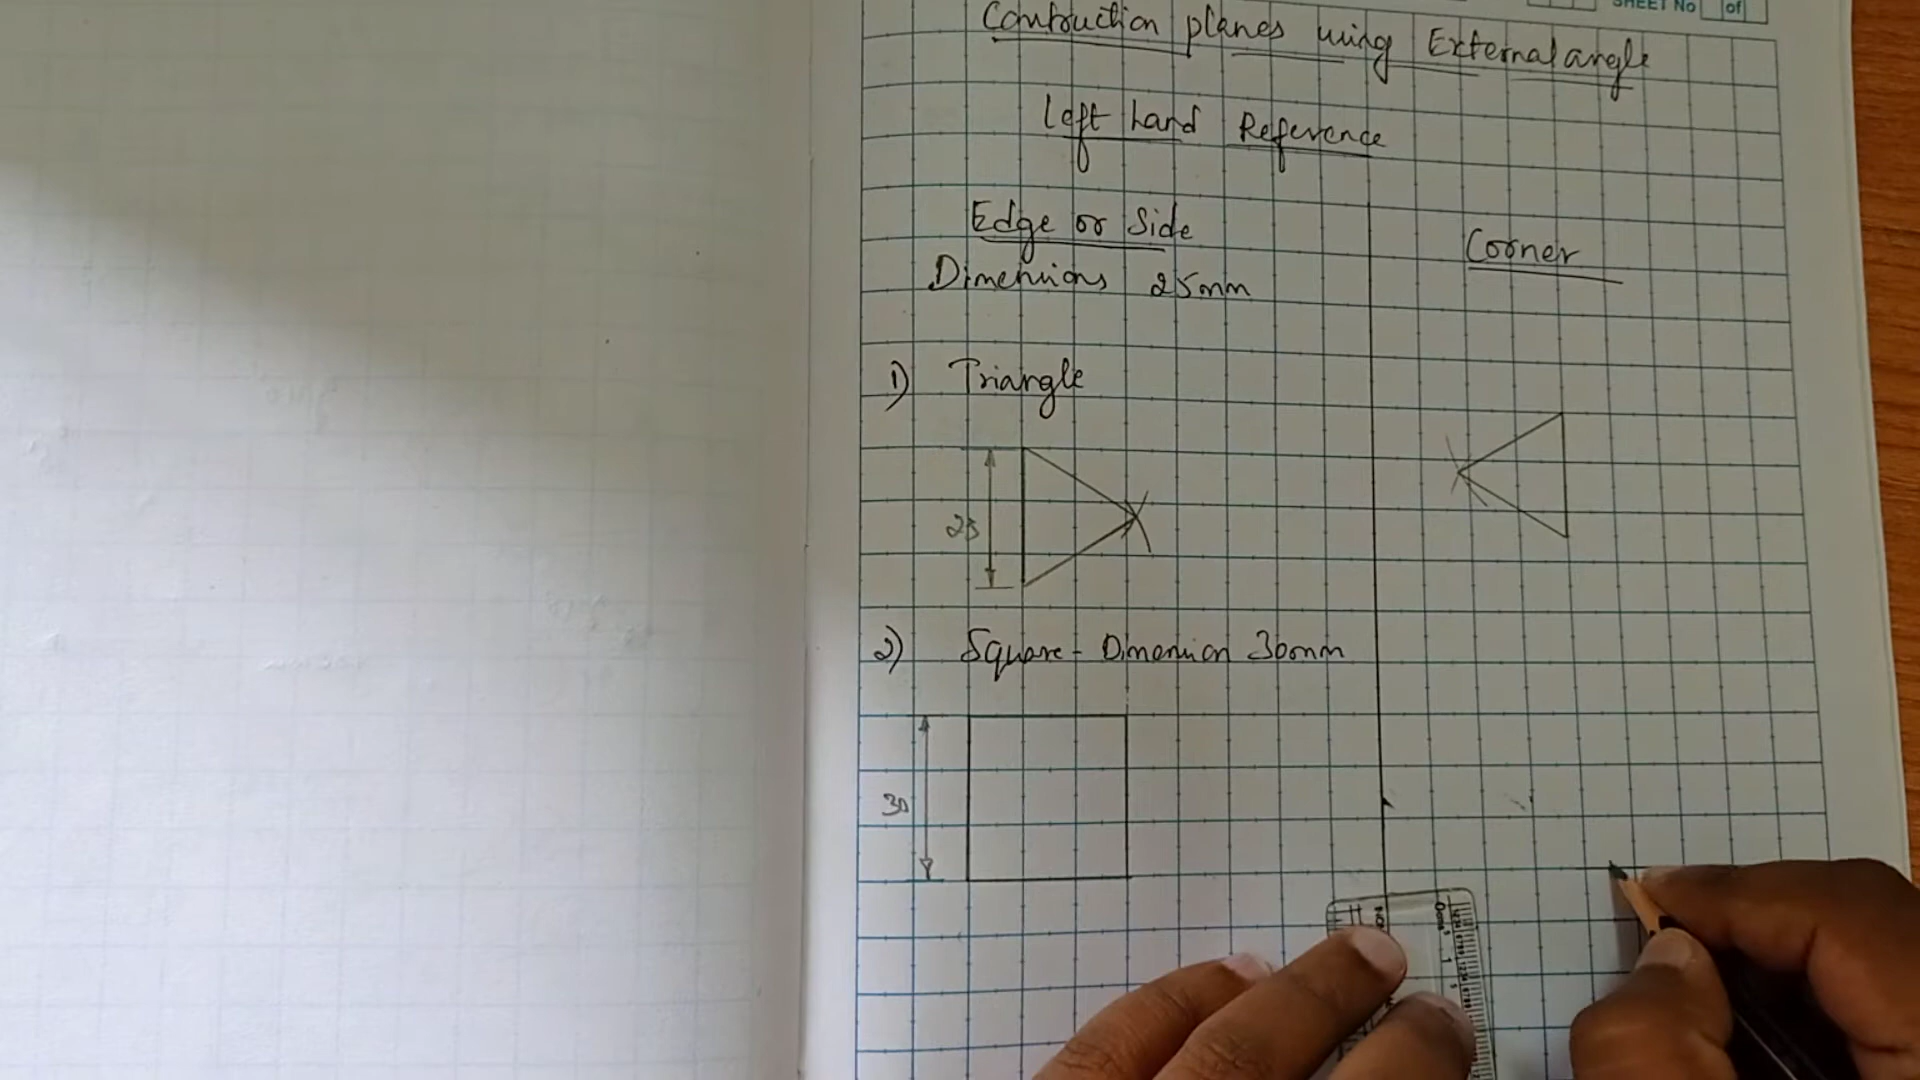 SHEET No of
Contruction planes using External angle
Left hand Reference
Edge or Side
Corner
Dimensions 25mm
1) Triangle
25
2) Square - Dimension 30mm
30